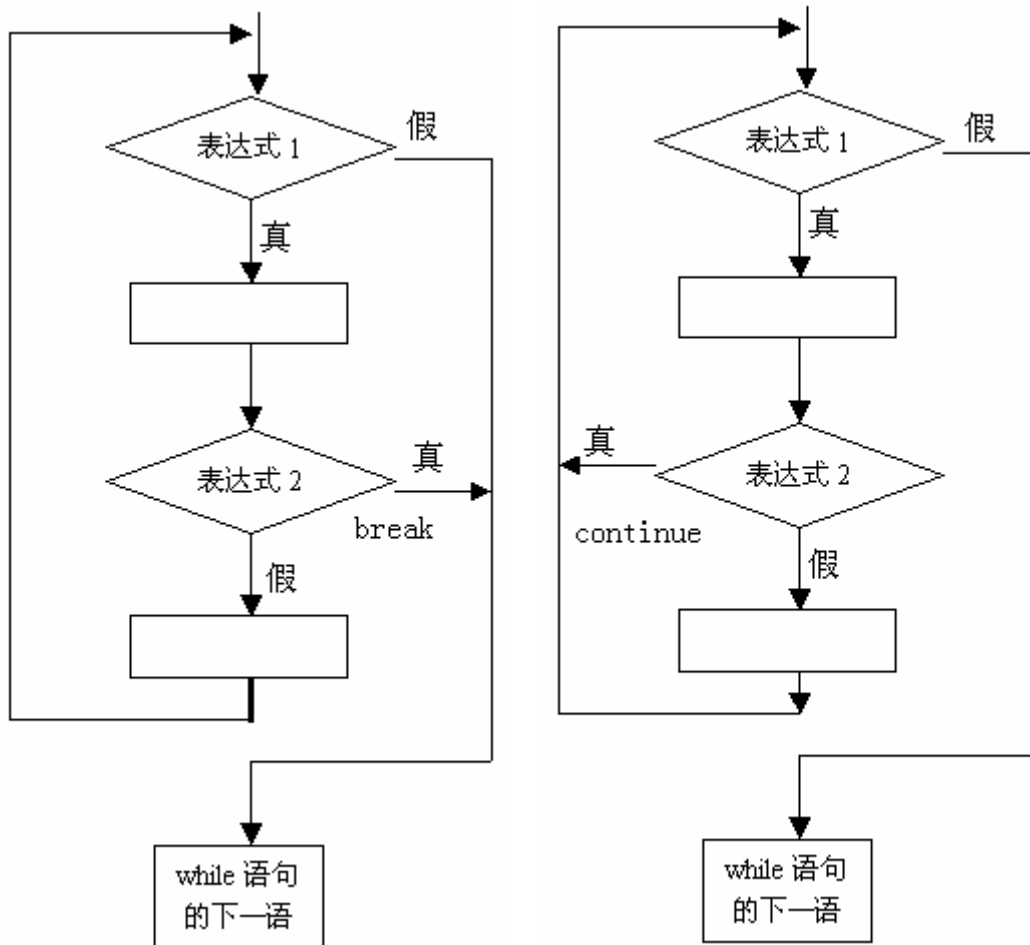 表达式 1
假
真
表达式 2
真
break
假
while 语句
的下一语
表达式 1
假
真
真
表达式 2
continue
假
while 语句
的下一语